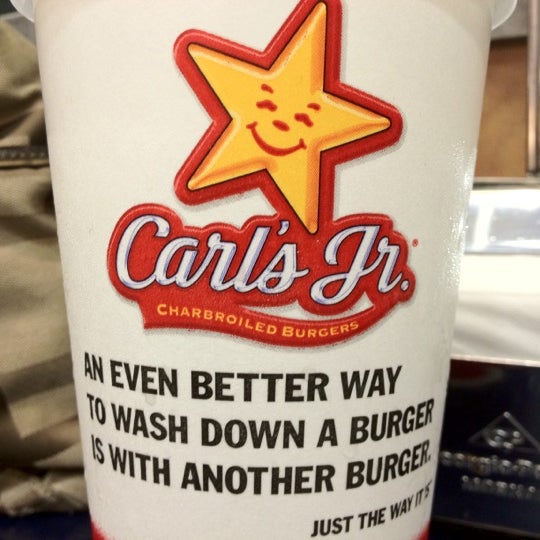 Carl's Jr.®
CHARBROILED BURGERS
AN EVEN BETTER WAY
TO WASH DOWN A BURGER
IS WITH ANOTHER BURGER.
JUST THE WAY IT IS